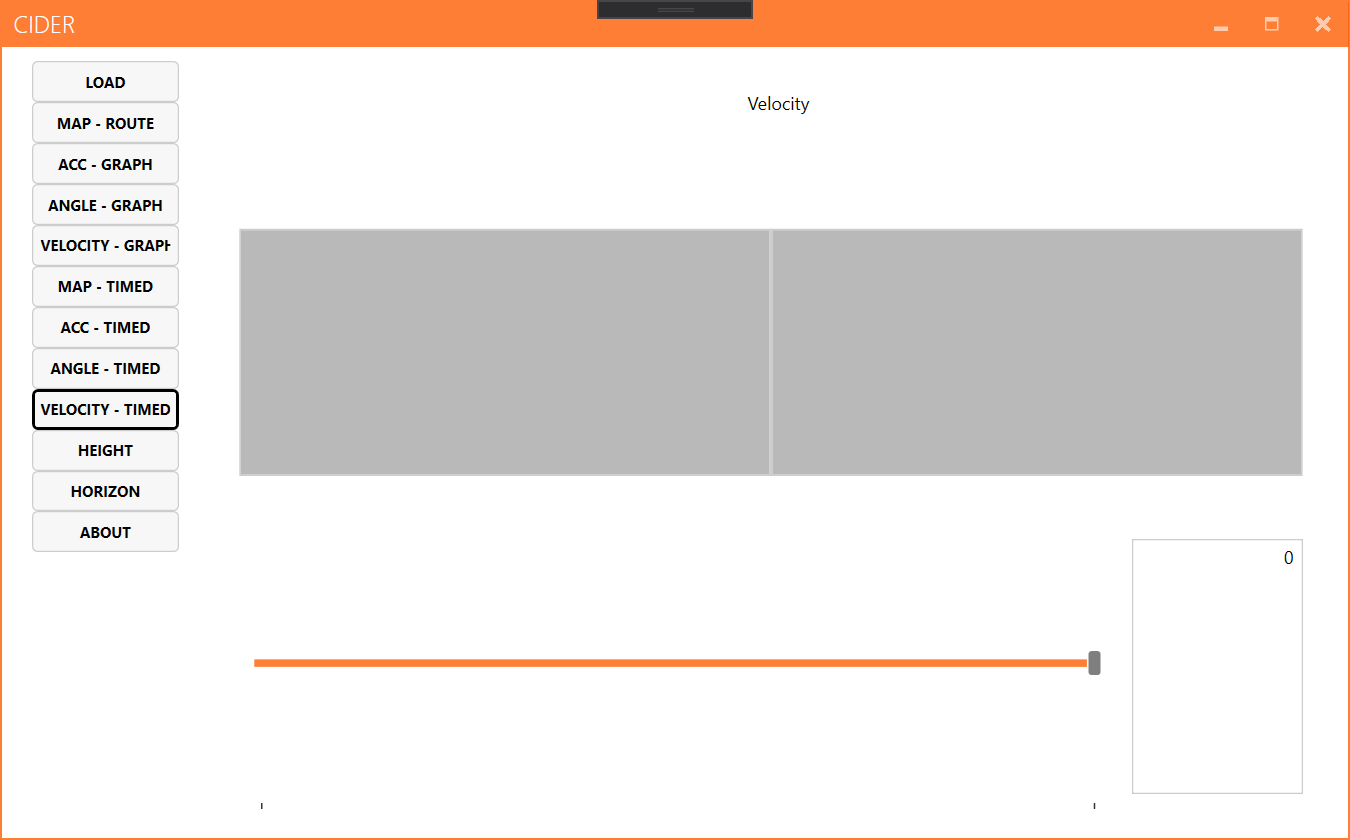 CIDER
LOAD
MAP - ROUTE
ACC - GRAPH
ANGLE - GRAPH
VELOCITY - GRAPH
MAP - TIMED
ACC - TIMED
ANGLE - TIMED
VELOCITY - TIMED
HEIGHT
HORIZON
ABOUT
Velocity
0